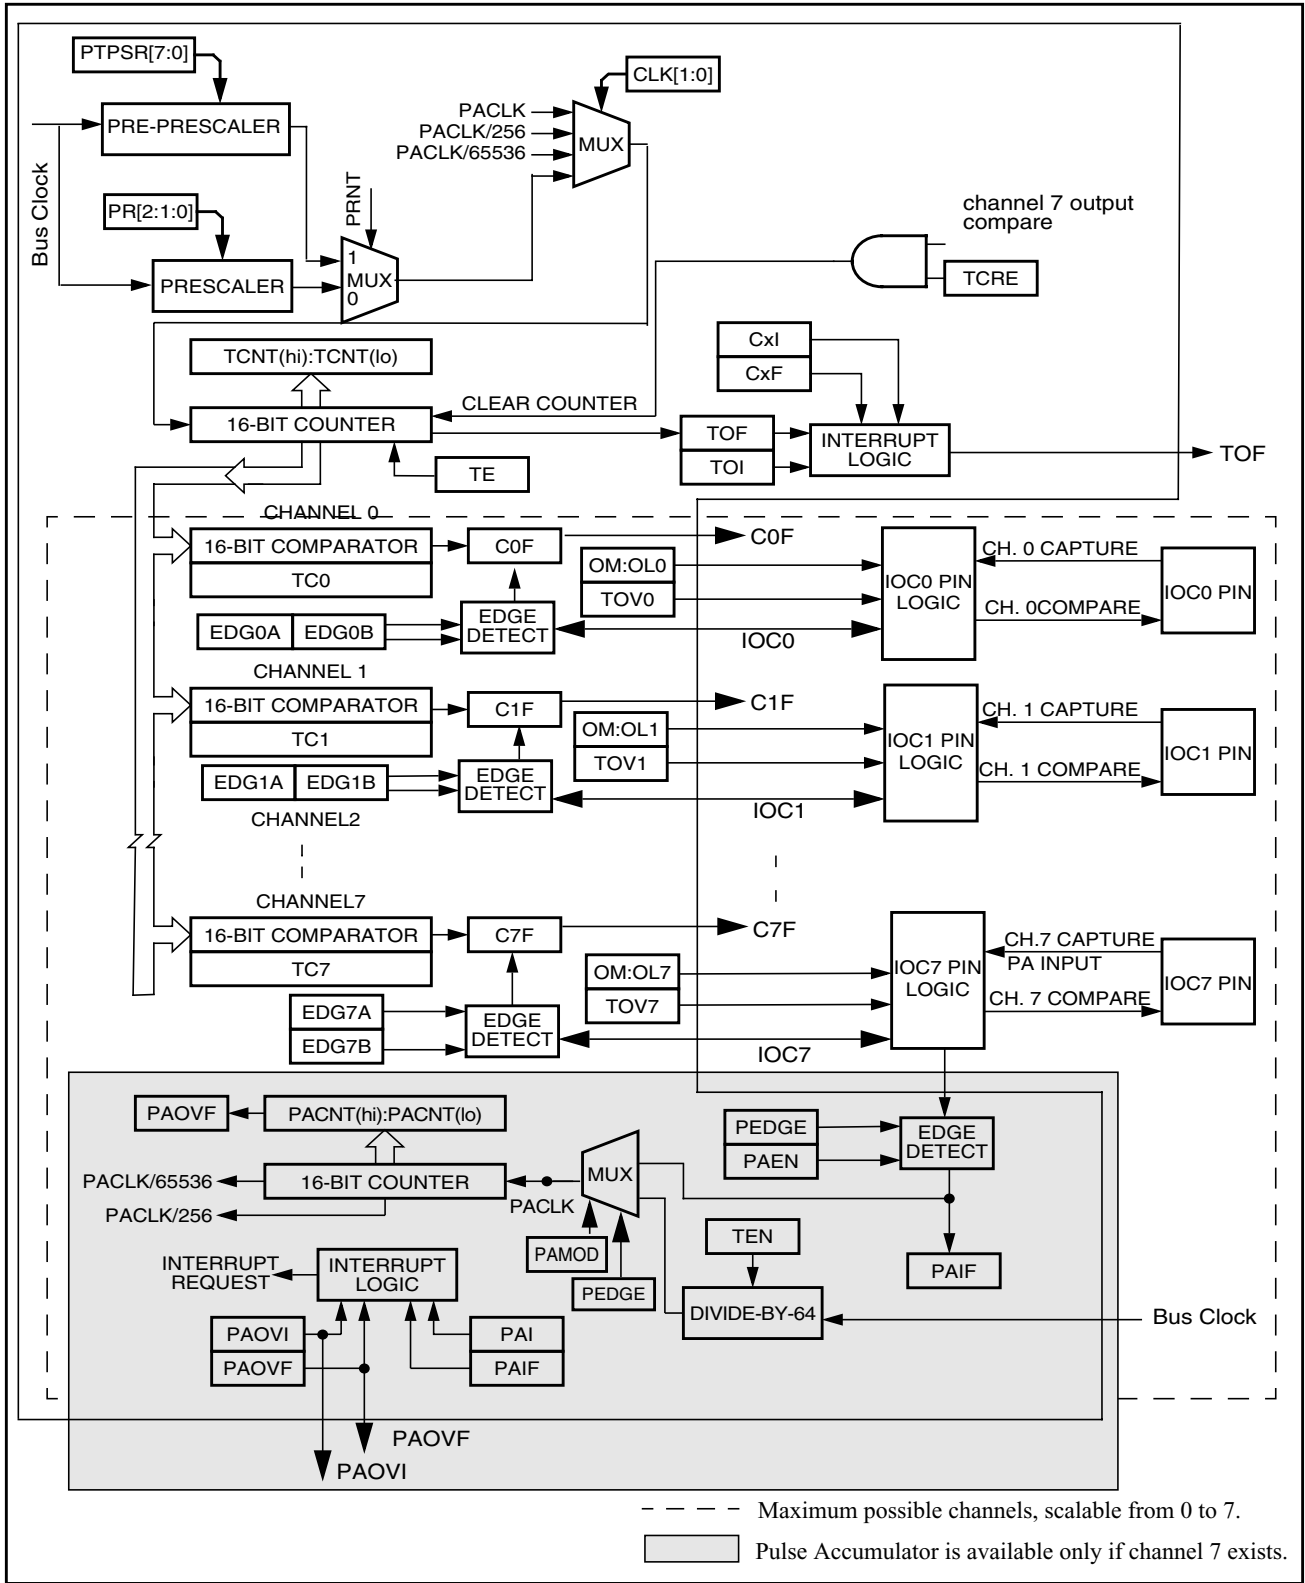 PTPSR[7:0]
CLK[1:0]
PACLK
PRE-PRESCALER
PACLK/256
MUX
PACLK/65536
Bus Clock
PRNT
PR[2:1:0]
channel 7 output
compare
1
MUX
0
PRESCALER
TCRE
CxI
TCNT(hi):TCNT(lo)
CxF
CLEAR COUNTER
16-BIT COUNTER
TOF
INTERRUPT
LOGIC
TOF
TOI
TE
CHANNEL 0
16-BIT COMPARATOR
C0F
C0F
CH. 0 CAPTURE
OM:OL0
TC0
IOC0 PIN
LOGIC
IOC0 PIN
TOV0
CH. 0COMPARE
EDG0A
EDG0B
EDGE
DETECT
IOC0
CHANNEL 1
16-BIT COMPARATOR
C1F
C1F
CH. 1 CAPTURE
OM:OL1
TC1
IOC1 PIN
LOGIC
IOC1 PIN
TOV1
CH. 1 COMPARE
EDG1A
EDG1B
EDGE
DETECT
IOC1
CHANNEL2
CHANNEL7
16-BIT COMPARATOR
C7F
C7F
CH.7 CAPTURE
PA INPUT
OM:OL7
TC7
IOC7 PIN
LOGIC
IOC7 PIN
TOV7
CH. 7 COMPARE
EDG7A
EDG7B
EDGE
DETECT
IOC7
PAOVF
PACNT(hi):PACNT(lo)
PEDGE
PAEN
EDGE
DETECT
MUX
PACLK/65536
16-BIT COUNTER
PACLK
PACLK/256
TEN
PAMOD
INTERRUPT
REQUEST
INTERRUPT
LOGIC
PAIF
PEDGE
DIVIDE-BY-64
Bus Clock
PAOVI
PAI
PAOVF
PAIF
PAOVF
PAOVI
Maximum possible channels, scalable from 0 to 7.
Pulse Accumulator is available only if channel 7 exists.